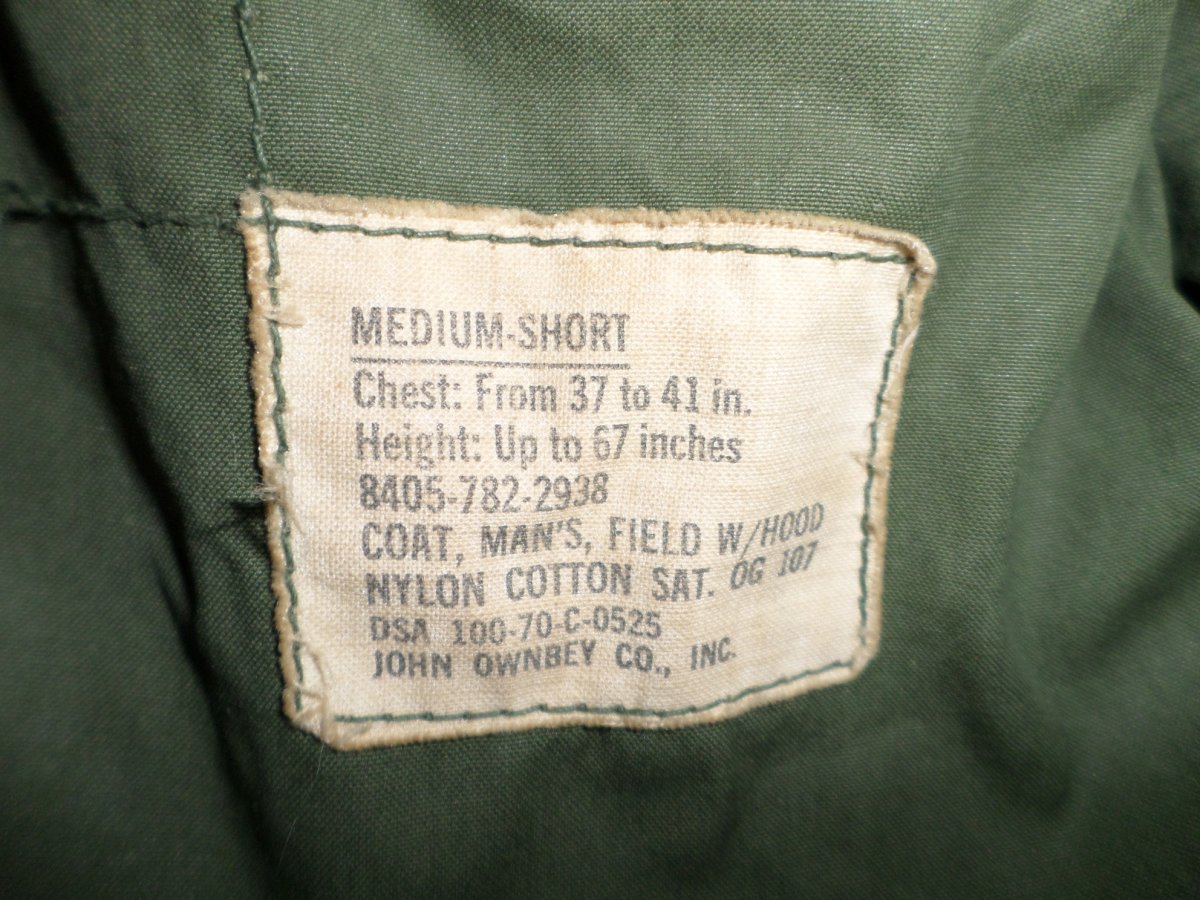 MEDIUM-SHORT
Chest: From 37 to 41 in.
Height: Up to 67 inches
8405-782-2938
COAT, MAN'S, FIELD W/HOOD
NYLON COTTON SAT. OG 107
DSA 100-70-C-0525
JOHN OWNBEY CO., INC.